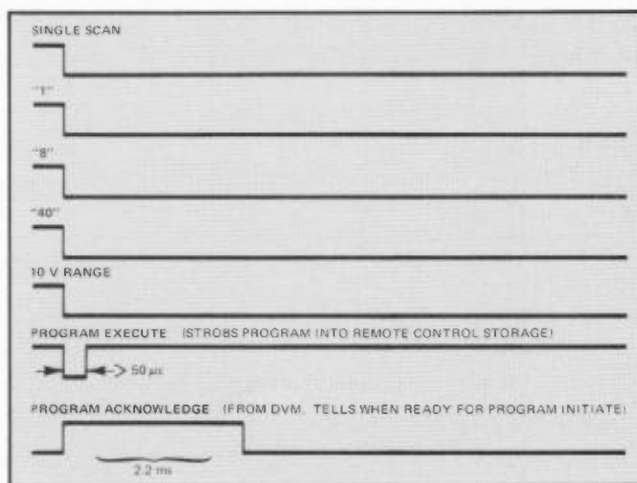 SINGLE SCAN
"1"
"8"
"40"
10 V RANGE
PROGRAM EXECUTE (STROBS PROGRAM INTO REMOTE CONTROL STORAGE)
> 50 µs
PROGRAM ACKNOWLEDGE (FROM DVM. TELLS WHEN READY FOR PROGRAM INITIATE)
2.2 ms